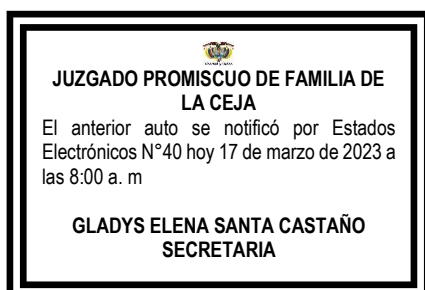 JUZGADO PROMISCUO DE FAMILIA DE
LA CEJA
El anterior auto se notificó por Estados
Electrónicos N°40 hoy 17 de marzo de 2023 a
las 8:00 a. m
GLADYS ELENA SANTA CASTAÑO
SECRETARIA